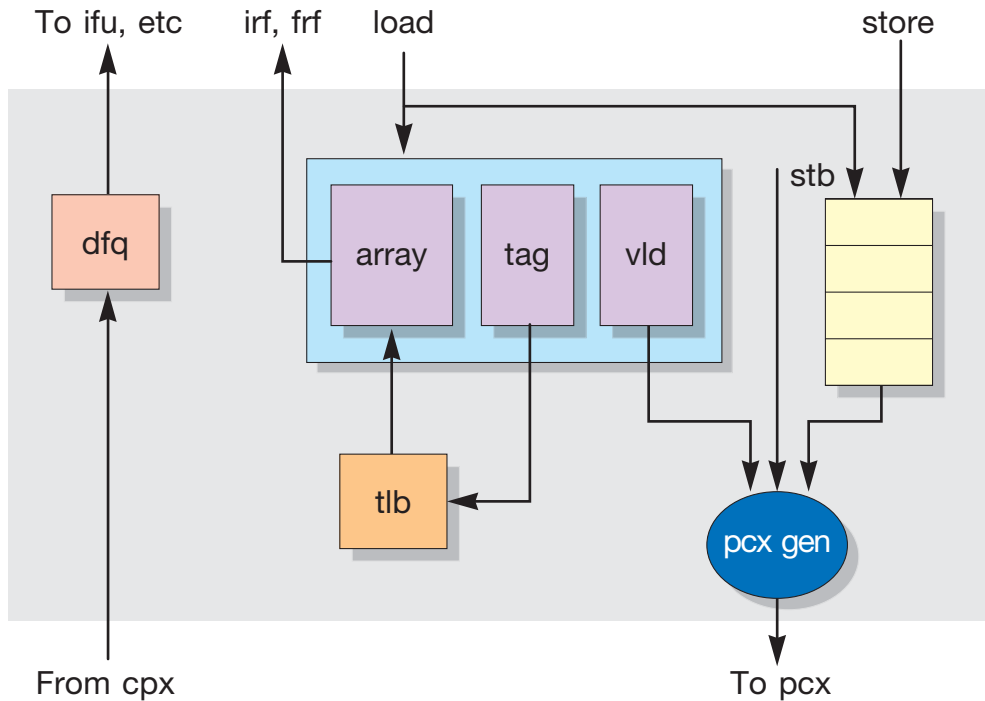 To ifu, etc
irf, frf
load
store
stb
dfq
array
tag
vld
tlb
pcx gen
From cpx
To pcx